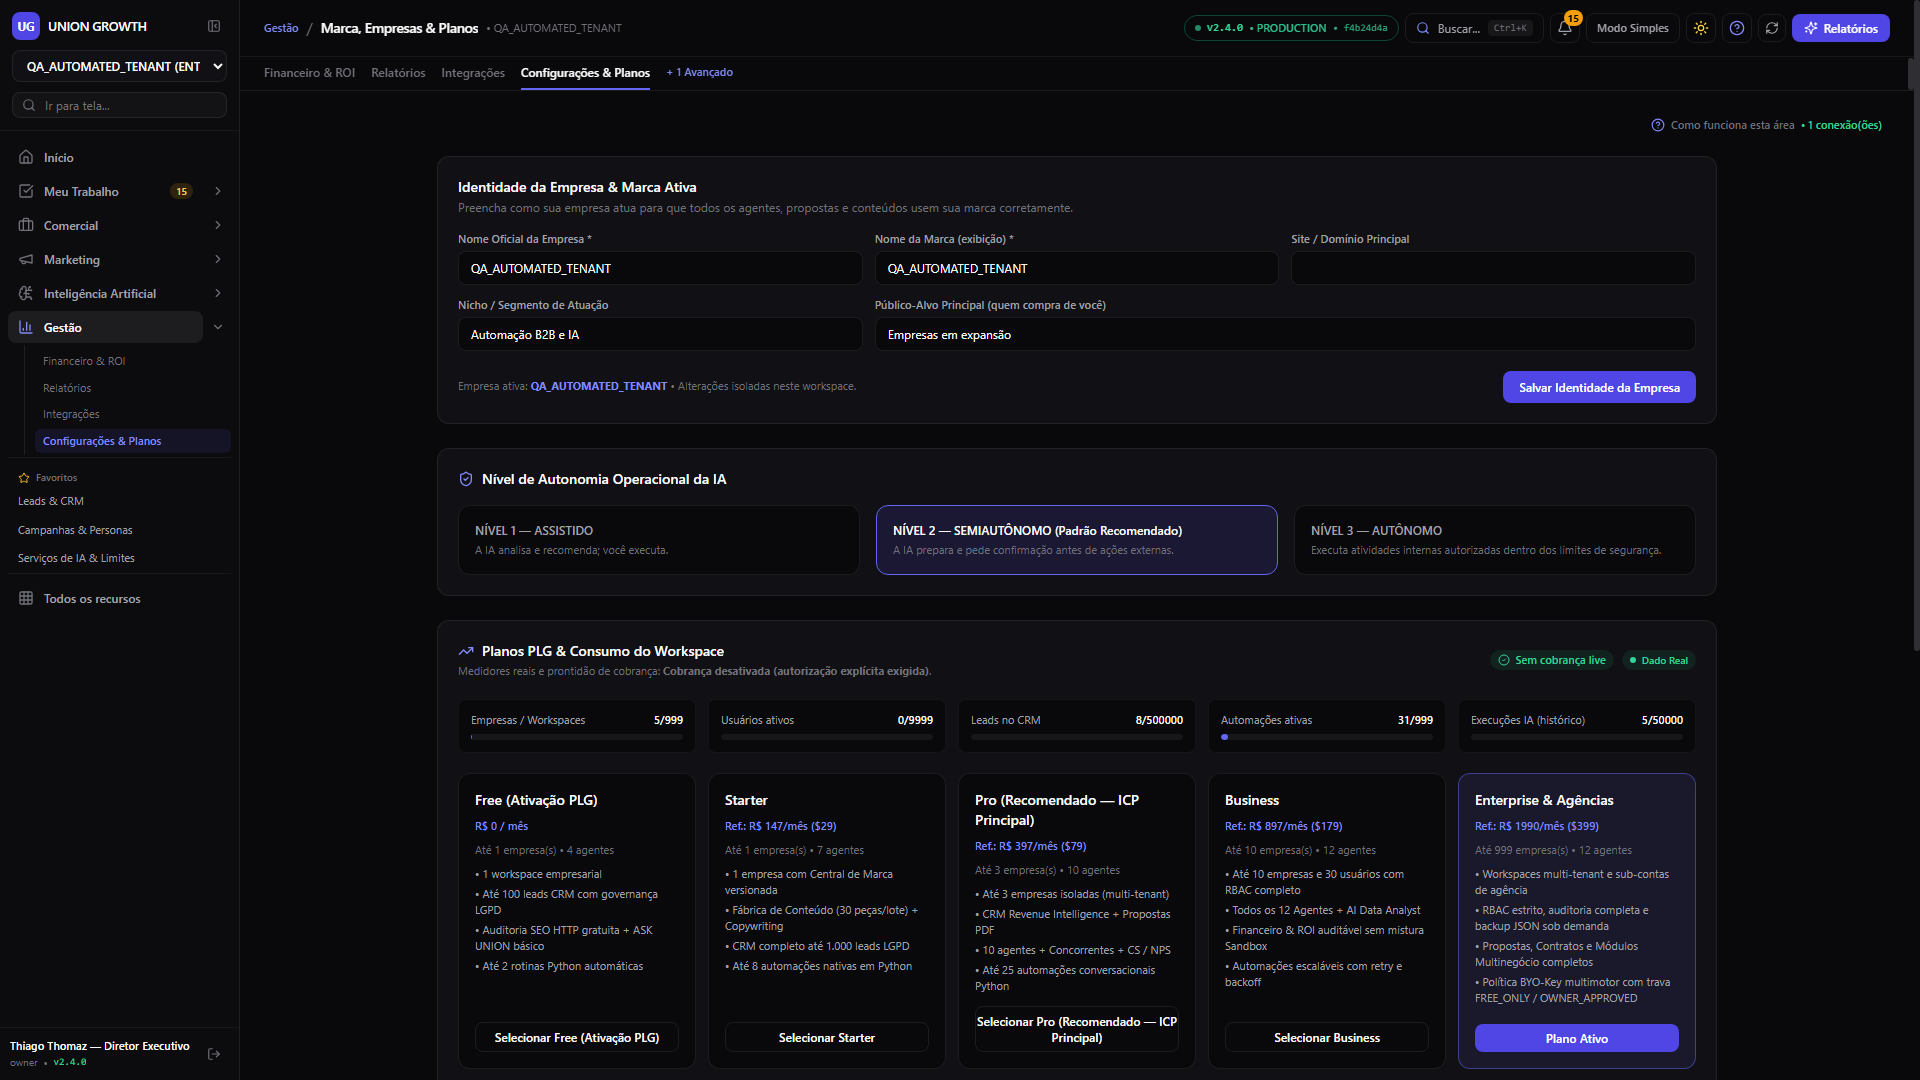 UG UNION GROWTH
QA_AUTOMATED_TENANT (ENT
Ir para tela...
Início
Meu Trabalho 15
Comercial
Marketing
Inteligência Artificial
Gestão
Financeiro & ROI
Relatórios
Integrações
Configurações & Planos
Favoritos
Leads & CRM
Campanhas & Personas
Serviços de IA & Limites
Todos os recursos
Thiago Thomaz — Diretor Executivo
owner • v2.4.0
Gestão / Marca, Empresas & Planos • QA_AUTOMATED_TENANT
v2.4.0 • PRODUCTION • f4b24d4a
Buscar... Ctrl+K
15
Modo Simples
Relatórios
Financeiro & ROI Relatórios Integrações Configurações & Planos + 1 Avançado
Como funciona esta área • 1 conexão(ões)
Identidade da Empresa & Marca Ativa
Preencha como sua empresa atua para que todos os agentes, propostas e conteúdos usem sua marca corretamente.
Nome Oficial da Empresa *
QA_AUTOMATED_TENANT
Nome da Marca (exibição) *
QA_AUTOMATED_TENANT
Site / Domínio Principal
Nicho / Segmento de Atuação
Automação B2B e IA
Público-Alvo Principal (quem compra de você)
Empresas em expansão
Empresa ativa: QA_AUTOMATED_TENANT • Alterações isoladas neste workspace.
Salvar Identidade da Empresa
Nível de Autonomia Operacional da IA
NÍVEL 1 — ASSISTIDO
A IA analisa e recomenda; você executa.
NÍVEL 2 — SEMIAUTÔNOMO (Padrão Recomendado)
A IA prepara e pede confirmação antes de ações externas.
NÍVEL 3 — AUTÔNOMO
Executa atividades internas autorizadas dentro dos limites de segurança.
Planos PLG & Consumo do Workspace
Medidores reais e prontidão de cobrança: Cobrança desativada (autorização explícita exigida).
Sem cobrança live
Dado Real
Empresas / Workspaces 5/999
Usuários ativos 0/9999
Leads no CRM 8/500000
Automações ativas 31/999
Execuções IA (histórico) 5/50000
Free (Ativação PLG)
R$ 0 / mês
Até 1 empresa(s) • 4 agentes
• 1 workspace empresarial
• Até 100 leads CRM com governança
LGPD
• Auditoria SEO HTTP gratuita + ASK
UNION básico
• Até 2 rotinas Python automáticas
Selecionar Free (Ativação PLG)
Starter
Ref.: R$ 147/mês ($29)
Até 1 empresa(s) • 7 agentes
• 1 empresa com Central de Marca
versionada
• Fábrica de Conteúdo (30 peças/lote) +
Copywriting
• CRM completo até 1.000 leads LGPD
• Até 8 automações nativas em Python
Selecionar Starter
Pro (Recomendado — ICP
Principal)
Ref.: R$ 397/mês ($79)
Até 3 empresa(s) • 10 agentes
• Até 3 empresas isoladas (multi-tenant)
• CRM Revenue Intelligence + Propostas
PDF
• 10 agentes + Concorrentes + CS / NPS
• Até 25 automações conversacionais
Python
Selecionar Pro (Recomendado — ICP
Principal)
Business
Ref.: R$ 897/mês ($179)
Até 10 empresa(s) • 12 agentes
• Até 10 empresas e 30 usuários com
RBAC completo
• Todos os 12 Agentes + AI Data Analyst
• Financeiro & ROI auditável sem mistura
Sandbox
• Automações escaláveis com retry e
backoff
Selecionar Business
Enterprise & Agências
Ref.: R$ 1990/mês ($399)
Até 999 empresa(s) • 12 agentes
• Workspaces multi-tenant e sub-contas
de agência
• RBAC estrito, auditoria completa e
backup JSON sob demanda
• Propostas, Contratos e Módulos
Multinegócio completos
• Política BYO-Key multimotor com trava
FREE_ONLY / OWNER_APPROVED
Plano Ativo